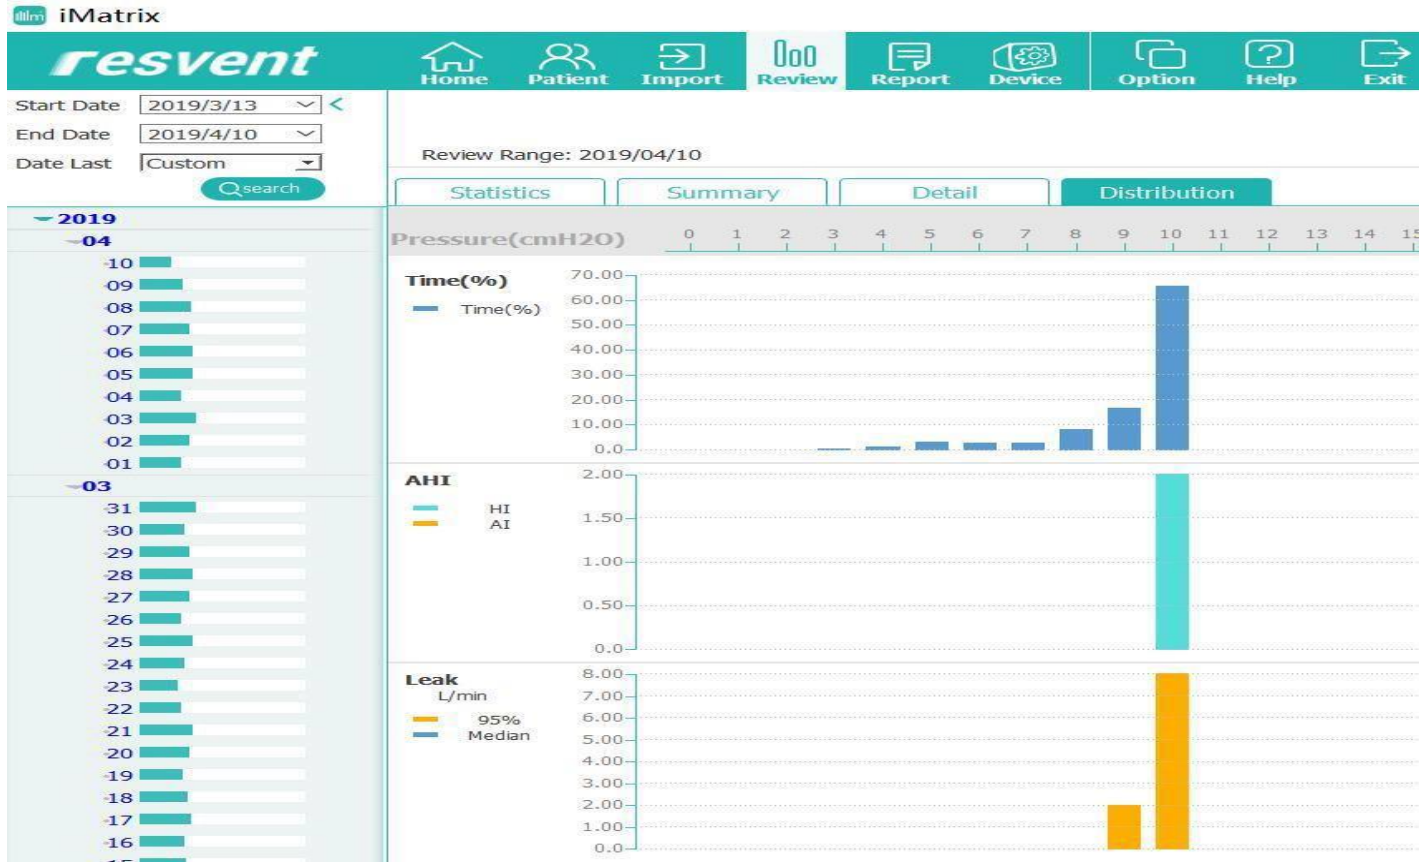 iMatrix
resvent
Home Patient Import Review Report Device Option Help Exit
Start Date 2019/3/13 <
End Date 2019/4/10
Date Last Custom
search
Review Range: 2019/04/10
Statistics Summary Detail Distribution
2019
04
10
09
08
07
06
05
04
03
02
01
03
31
30
29
28
27
26
25
24
23
22
21
20
19
18
17
16
Pressure(cmH2O) 0 1 2 3 4 5 6 7 8 9 10 11 12 13 14 15
Time(%)
Time(%)
70.00
60.00
50.00
40.00
30.00
20.00
10.00
0.0
AHI
HI
AI
2.00
1.50
1.00
0.50
0.0
Leak
L/min
95%
Median
8.00
7.00
6.00
5.00
4.00
3.00
2.00
1.00
0.0